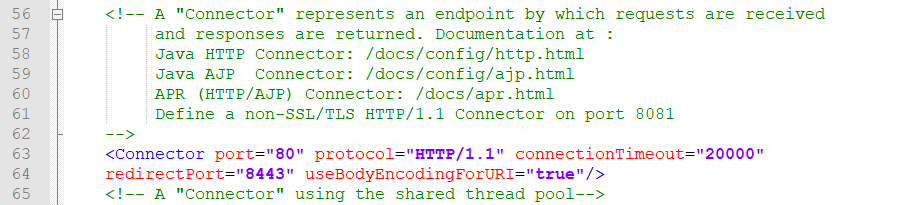 56 <!-- A "Connector" represents an endpoint by which requests are received
57 and responses are returned. Documentation at :
58 Java HTTP Connector: /docs/config/http.html
59 Java AJP  Connector: /docs/config/ajp.html
60 APR (HTTP/AJP) Connector: /docs/apr.html
61 Define a non-SSL/TLS HTTP/1.1 Connector on port 8081
62 -->
63 <Connector port="80" protocol="HTTP/1.1" connectionTimeout="20000"
64 redirectPort="8443" useBodyEncodingForURI="true"/>
65 <!-- A "Connector" using the shared thread pool-->